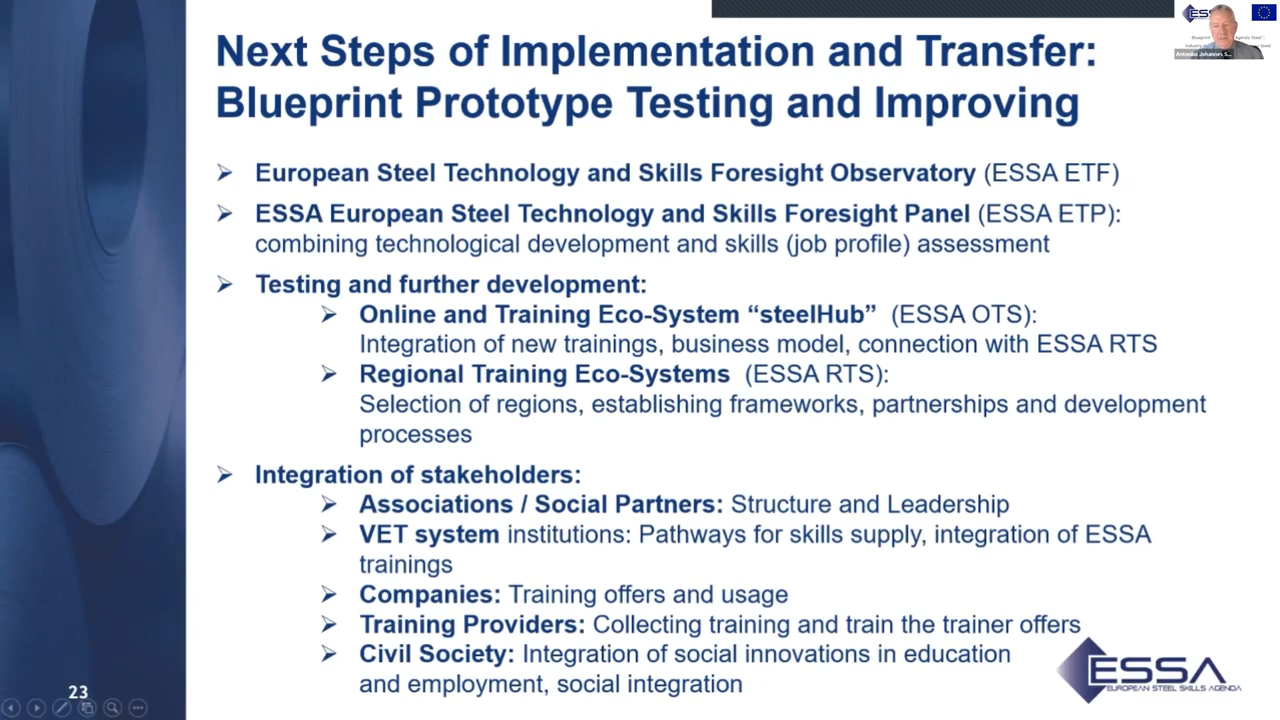 Next Steps of Implementation and Transfer:
Blueprint Prototype Testing and Improving
European Steel Technology and Skills Foresight Observatory (ESSA ETF)
ESSA European Steel Technology and Skills Foresight Panel (ESSA ETP):
combining technological development and skills (job profile) assessment
Testing and further development:
Online and Training Eco-System “steelHub” (ESSA OTS):
Integration of new trainings, business model, connection with ESSA RTS
Regional Training Eco-Systems (ESSA RTS):
Selection of regions, establishing frameworks, partnerships and development
processes
Integration of stakeholders:
Associations / Social Partners: Structure and Leadership
VET system institutions: Pathways for skills supply, integration of ESSA
trainings
Companies: Training offers and usage
Training Providers: Collecting training and train the trainer offers
Civil Society: Integration of social innovations in education
and employment, social integration
ESSA
EUROPEAN STEEL SKILLS AGENDA
23
Antonius Johannes S...